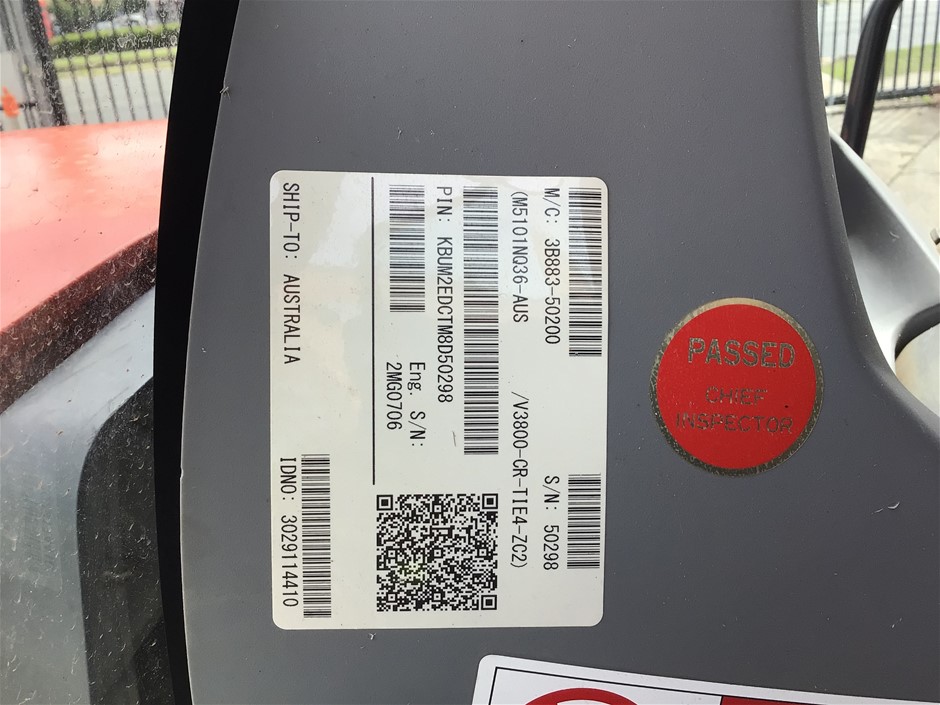 M/C: 3B883-50200
S/N: 50298
(M5101NQ36-AUS /V3800-CR-TIE4-ZC2)
PIN: KBUM2EDCTM8D50298
Eng. S/N:
2MG0706
SHIP-TO: AUSTRALIA
IDNO: 3029114410
PASSED
CHIEF
INSPECTOR